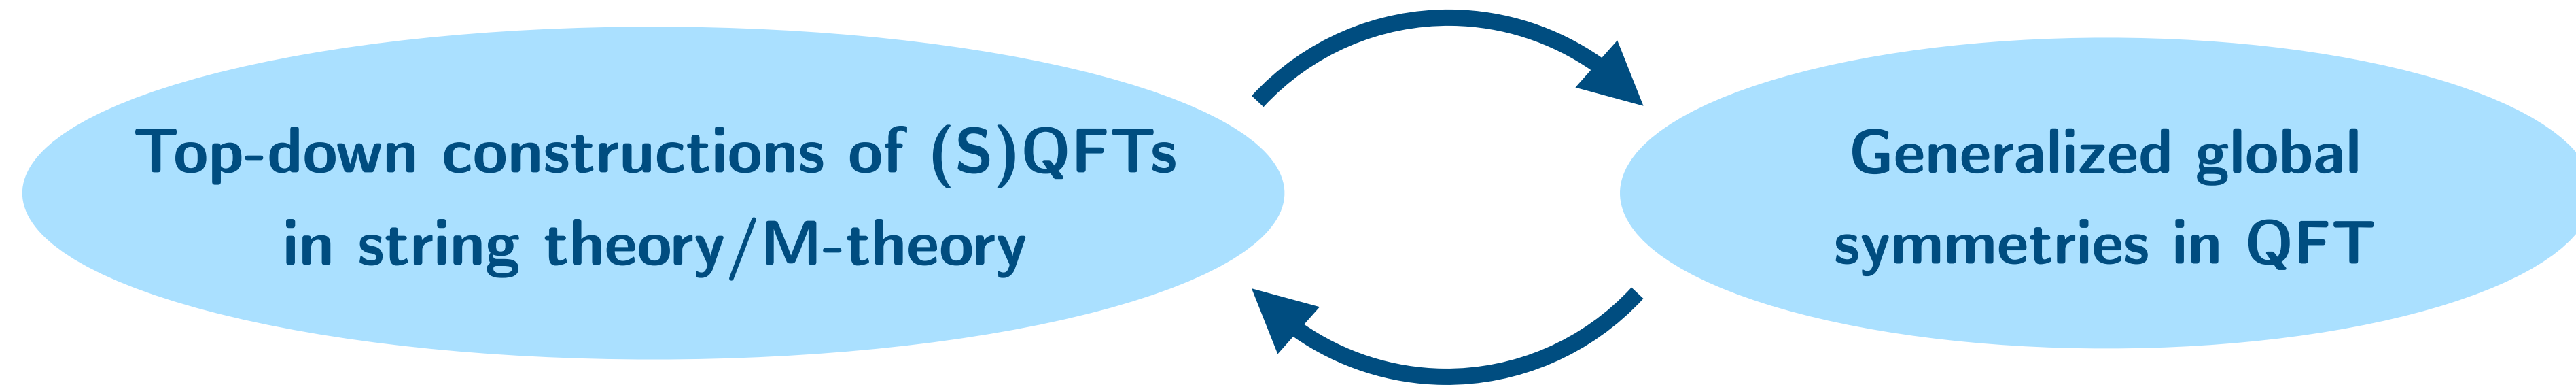 Top-down constructions of (S)QFTs
in string theory/M-theory
Generalized global
symmetries in QFT